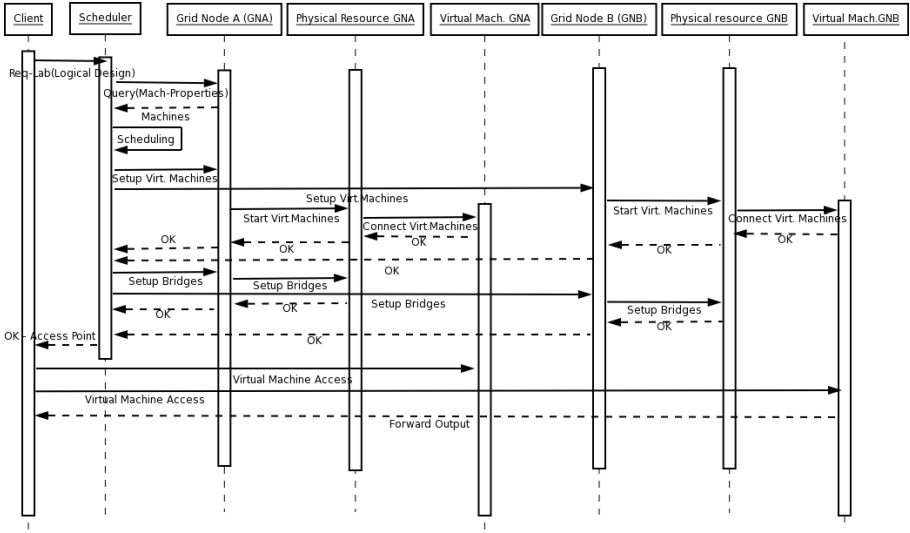 Client
Scheduler
Grid Node A (GNA)
Physical Resource GNA
Virtual Mach. GNA
Grid Node B (GNB)
Physical resource GNB
Virtual Mach.GNB
Req-Lab(Logical Design)
Query(Mach-Properties)
Machines
Scheduling
Setup Virt. Machines
Setup Virt.Machines
Start Virt.Machines
Start Virt. Machines
Connect Virt.Machines
Connect Virt. Machines
OK
OK
OK
OK
OK
OK
Setup Bridges
Setup Bridges
Setup Bridges
Setup Bridges
OK
OK
OK
OK
OK - Access Point
Virtual Machine Access
Virtual Machine Access
Forward Output